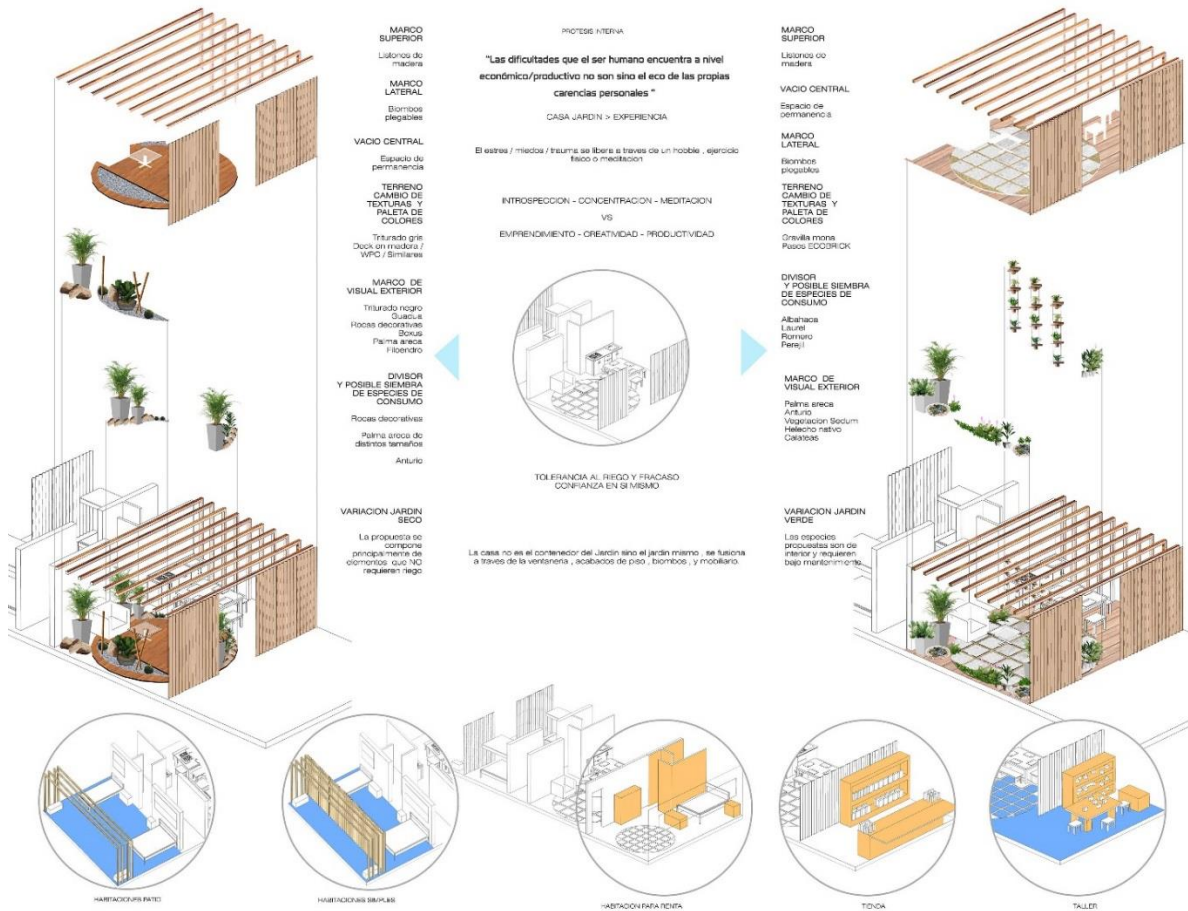 MARCO
SUPERIOR
Listones de
madera
MARCO
LATERAL
Biombos
plegables
VACIO CENTRAL
Espacio de
permanencia
TERRENO
CAMBIO DE
TEXTURAS Y
PALETA DE
COLORES
Triturado gris
Deck en madera /
WPC / Similares
MARCO DE
VISUAL EXTERIOR
Triturado negro
Guadua
Rocas decorativas
Boxus
Palma areca
Filoendro
DIVISOR
Y POSIBLE SIEMBRA
DE ESPECIES DE
CONSUMO
Rocas decorativas
Palma areca de
distintos tamaños
Anturio
VARIACION JARDIN
SECO
La propuesta se
compone
principalmente de
elementos que NO
requieren riego
PROTESIS INTERNA
"Las dificultades que el ser humano encuentra a nivel
económico/productivo no son sino el eco de las propias
carencias personales "
CASA JARDIN > EXPERIENCIA
El estres / miedos / trauma se libera a traves de un hobbie , ejercicio
fisico o meditacion
INTROSPECCION - CONCENTRACION - MEDITACION
VS
EMPRENDIMIENTO - CREATIVIDAD - PRODUCTIVIDAD
TOLERANCIA AL RIEGO Y FRACASO
CONFIANZA EN SI MISMO
La casa no es el contenedor del Jardin sino el jardin mismo , se fusiona
a traves de la ventaneria , acabados de piso , biombos , y mobiliario.
MARCO
SUPERIOR
Listones de
madera
VACIO CENTRAL
Espacio de
permanencia
MARCO
LATERAL
Biombos
plegables
TERRENO
CAMBIO DE
TEXTURAS Y
PALETA DE
COLORES
Gravilla mona
Pasos ECOBRICK
DIVISOR
Y POSIBLE SIEMBRA
DE ESPECIES DE
CONSUMO
Albahaca
Laurel
Romero
Perejil
MARCO DE
VISUAL EXTERIOR
Palma areca
Anturio
Vegetacion Sedum
Helecho nativo
Calateas
VARIACION JARDIN
VERDE
Las especies
propuestas son de
interior y requieren
bajo mantenimiento
HABITACIONES PATIO
HABITACIONES SIMPLES
HABITACION PARA RENTA
TIENDA
TALLER